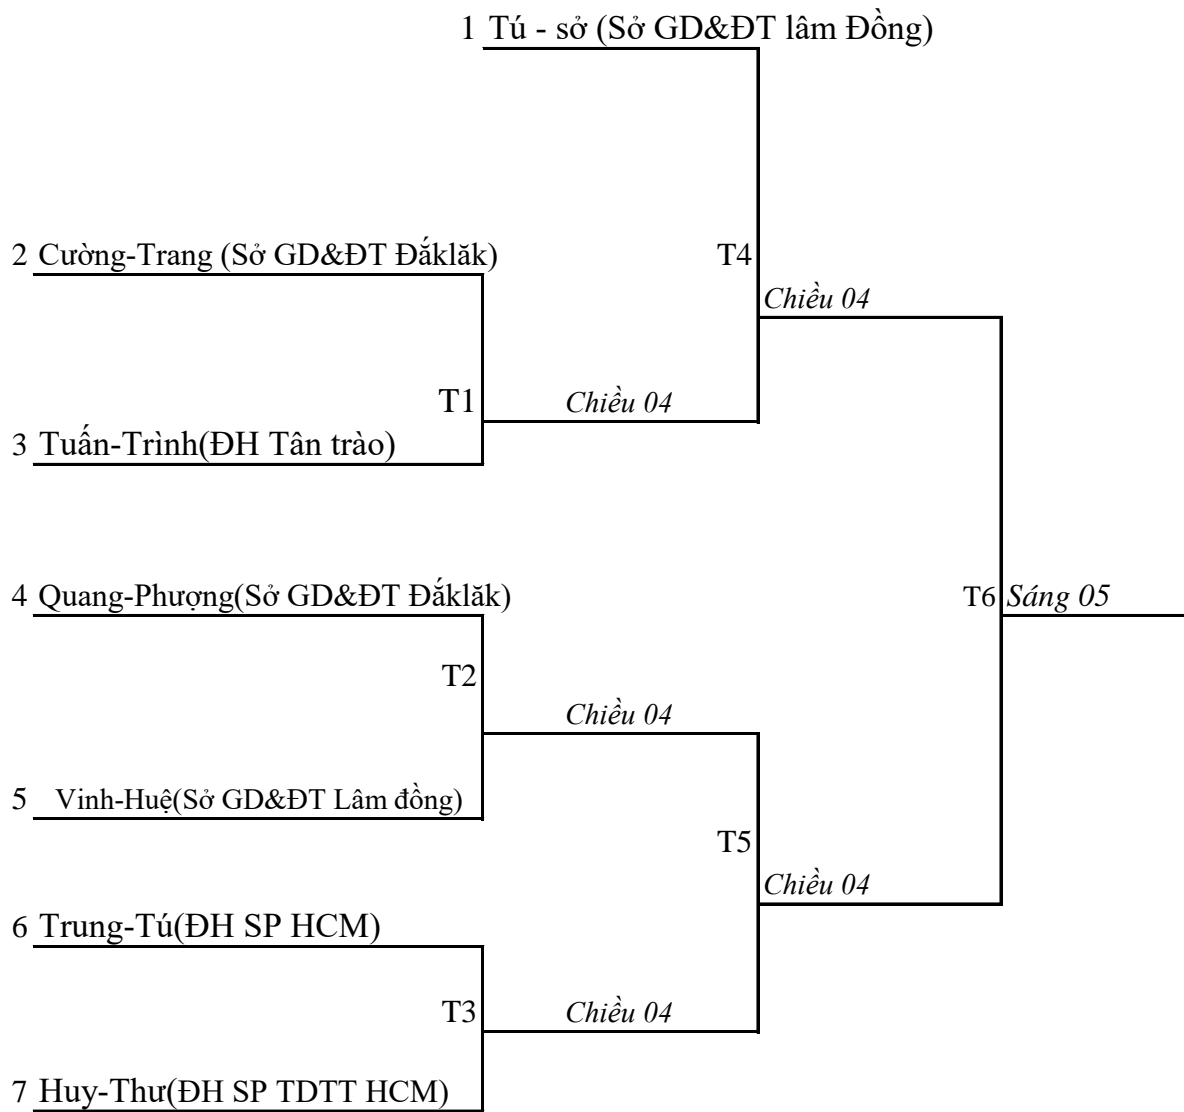 1 Tú - sở (Sở GD&ĐT lâm Đồng)
2 Cường-Trang (Sở GD&ĐT Đắklăk)
T4
Chiều 04
T1
Chiều 04
3 Tuấn-Trình(ĐH Tân trào)
4 Quang-Phượng(Sở GD&ĐT Đắklăk)
T6 Sáng 05
T2
Chiều 04
5 Vinh-Huệ(Sở GD&ĐT Lâm đồng)
T5
Chiều 04
6 Trung-Tú(ĐH SP HCM)
T3
Chiều 04
7 Huy-Thư(ĐH SP TDTT HCM)